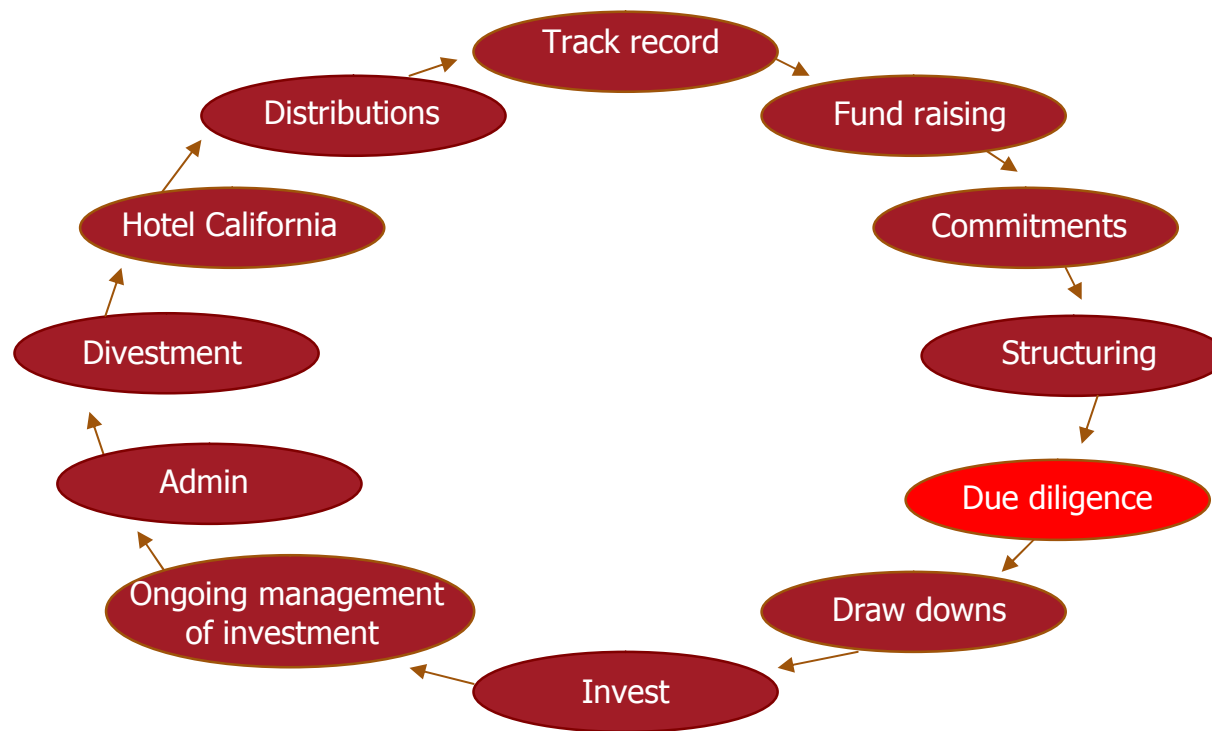 Track record
Fund raising
Commitments
Structuring
Due diligence
Draw downs
Invest
Ongoing management
of investment
Admin
Divestment
Hotel California
Distributions